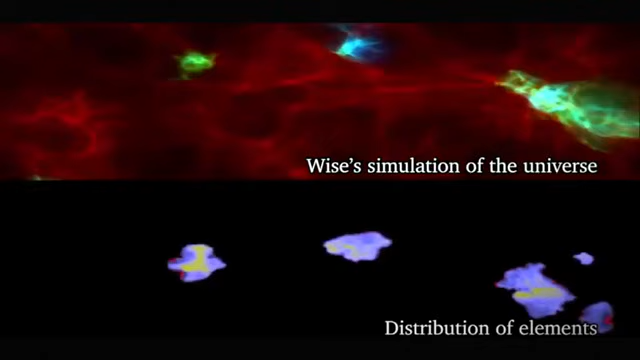 Wise’s simulation of the universe
Distribution of elements